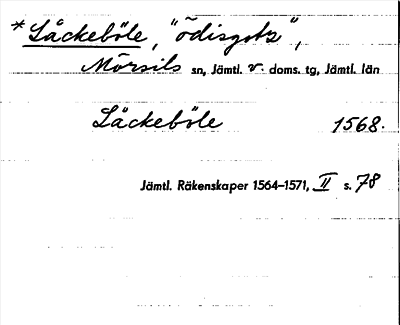 *Låckeböle, "ödisgots",
Mörsils sn, Jämtl. v. doms. tg, Jämtl. län
Låckeböle 1568.
Jämtl. Räkenskaper 1564–1571, II s. 78